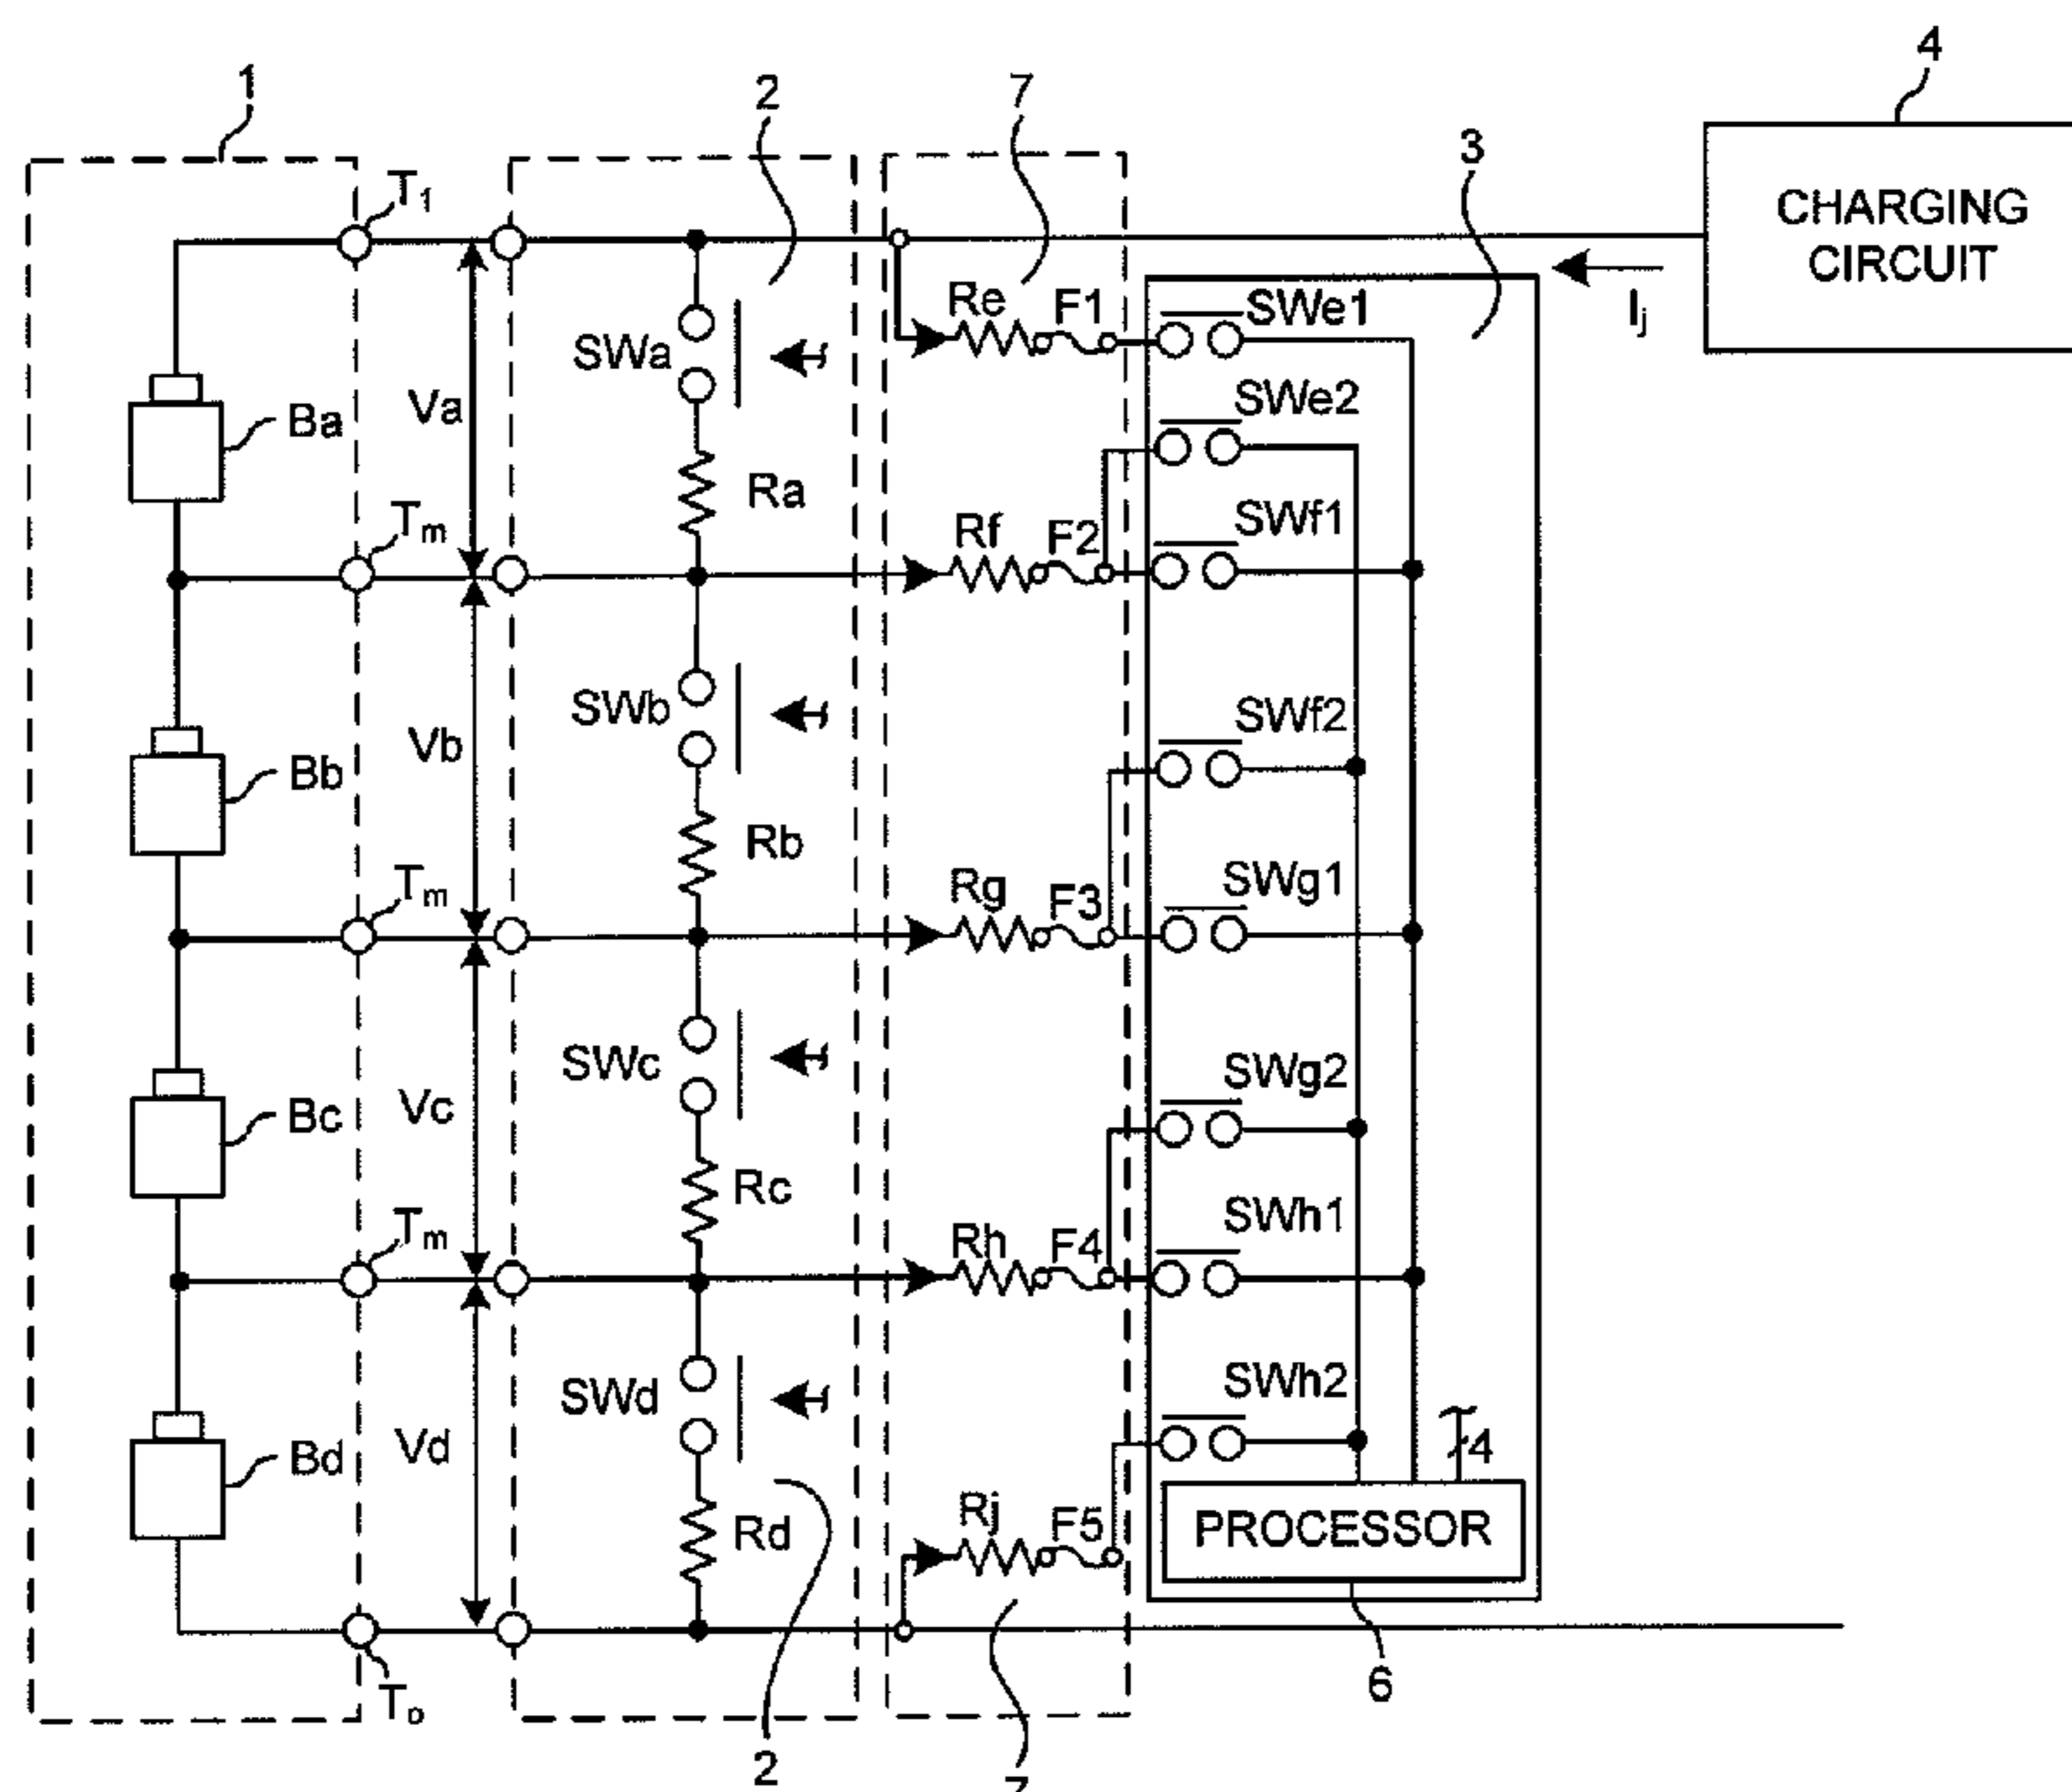 1
2
7
4
3
T1
CHARGING
CIRCUIT
Ij
Re
F1
SWe1
SWa
Va
Ba
SWe2
Ra
Tm
Rf
F2
SWf1
SWb
Vb
Bb
SWf2
Rb
Tm
Rg
F3
SWg1
SWc
Vc
Bc
SWg2
Rc
Tm
Rh
F4
SWh1
SWd
Vd
Bd
SWh2
4
Rd
Rj
F5
PROCESSOR
To
6
2
7